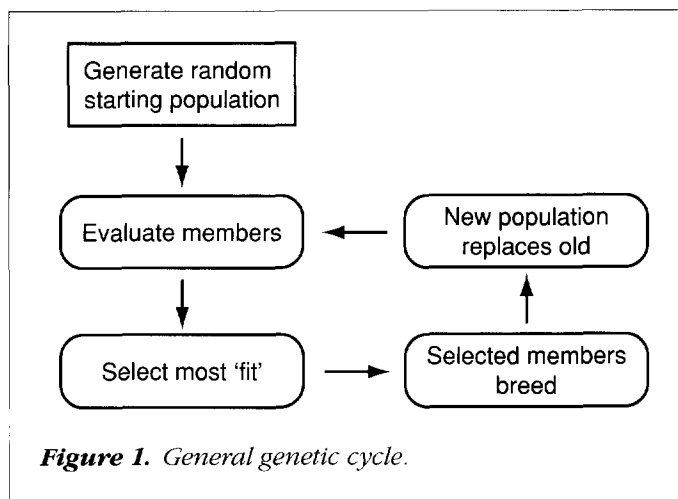 Generate random
starting population
Evaluate members
New population
replaces old
Select most ‘fit’
Selected members
breed
Figure 1. General genetic cycle.